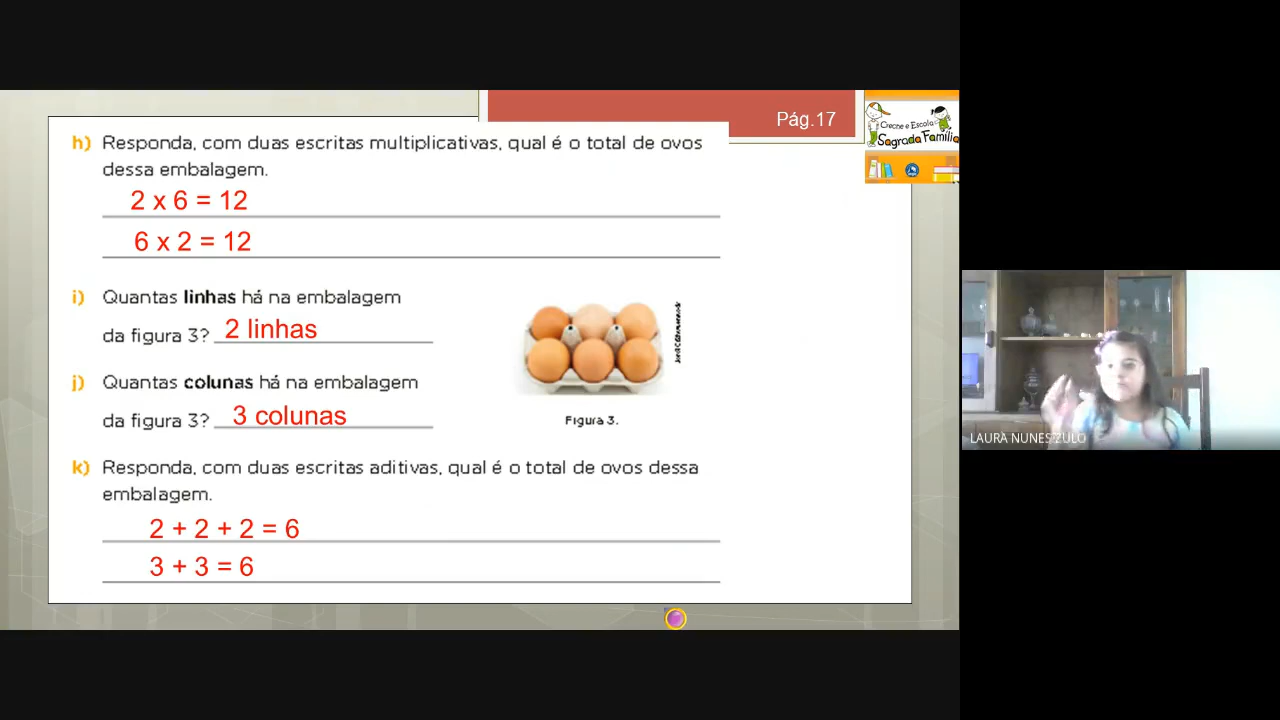 Pág.17
Creche e Escola
Sagrada Família
h) Responda, com duas escritas multiplicativas, qual é o total de ovos
dessa embalagem.
2 x 6 = 12
6 x 2 = 12
i) Quantas linhas há na embalagem
da figura 3? 2 linhas
j) Quantas colunas há na embalagem
da figura 3? 3 colunas
Figura 3.
k) Responda, com duas escritas aditivas, qual é o total de ovos dessa
embalagem.
2 + 2 + 2 = 6
3 + 3 = 6
LAURA NUNES ZULO